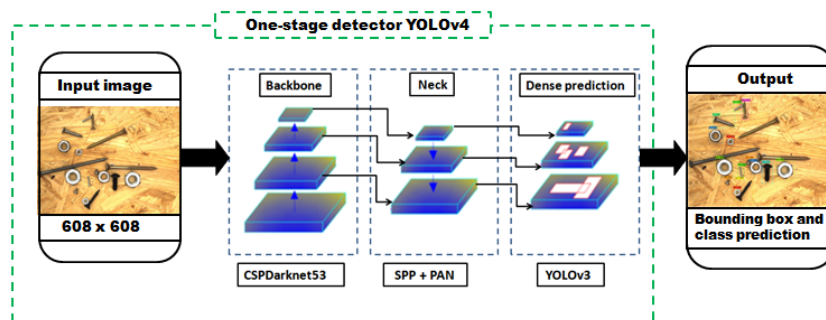 One-stage detector YOLOv4
Input image
608 x 608
Backbone
CSPDarknet53
Neck
SPP + PAN
Dense prediction
YOLOv3
Output
Bounding box and
class prediction